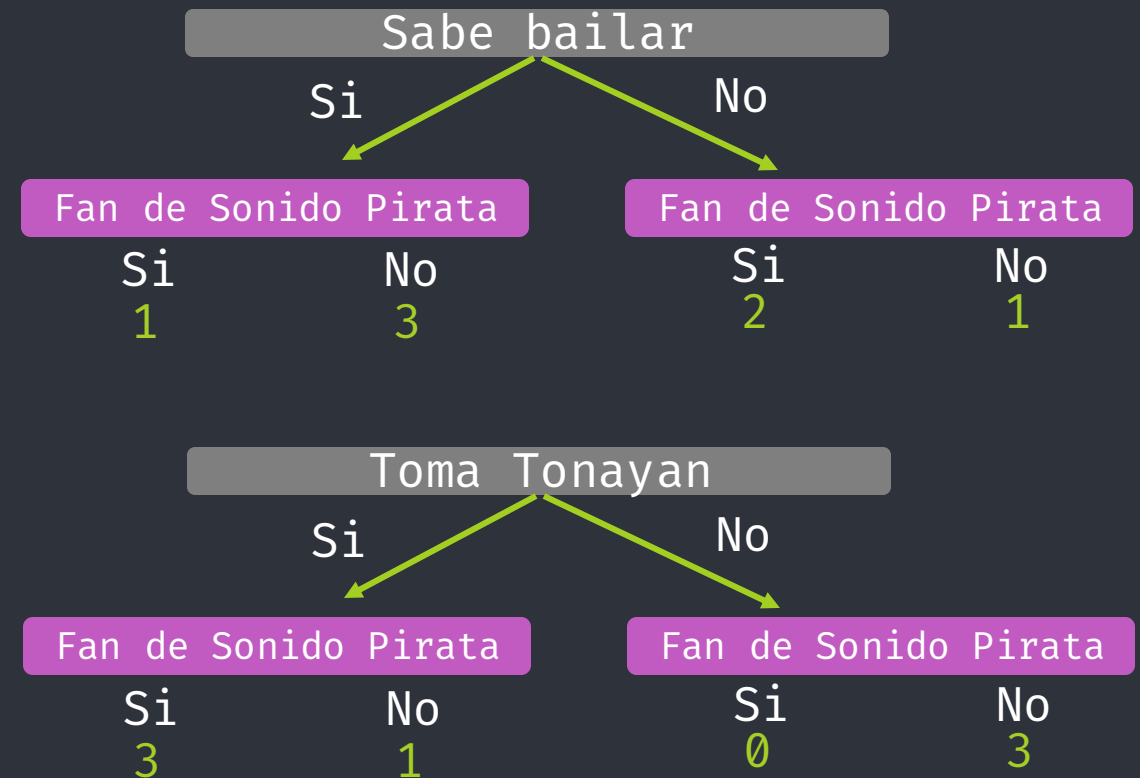 Sabe bailar
Si No
Fan de Sonido Pirata Fan de Sonido Pirata
Si No Si No
1 3 2 1
Toma Tonayan
Si No
Fan de Sonido Pirata Fan de Sonido Pirata
Si No Si No
3 1 0 3